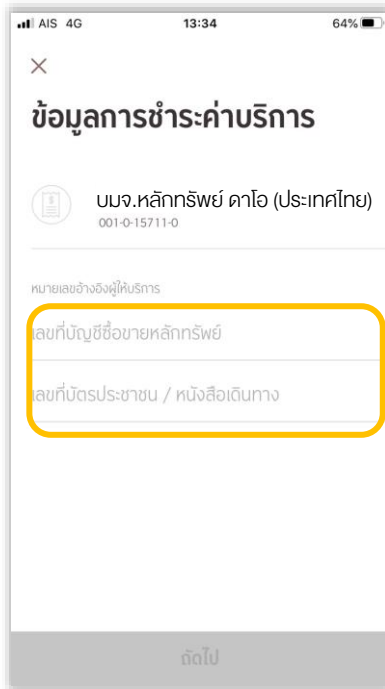 AIS 4G 13:34 64%
ข้อมูลการชำระค่าบริการ
บมจ.หลักทรัพย์ ดาโอ (ประเทศไทย)
001-0-15711-0
หมายเลขอ้างอิงผู้ให้บริการ
เลขที่บัญชีซื้อขายหลักทรัพย์
เลขที่บัตรประชาชน / หนังสือเดินทาง
ถัดไป